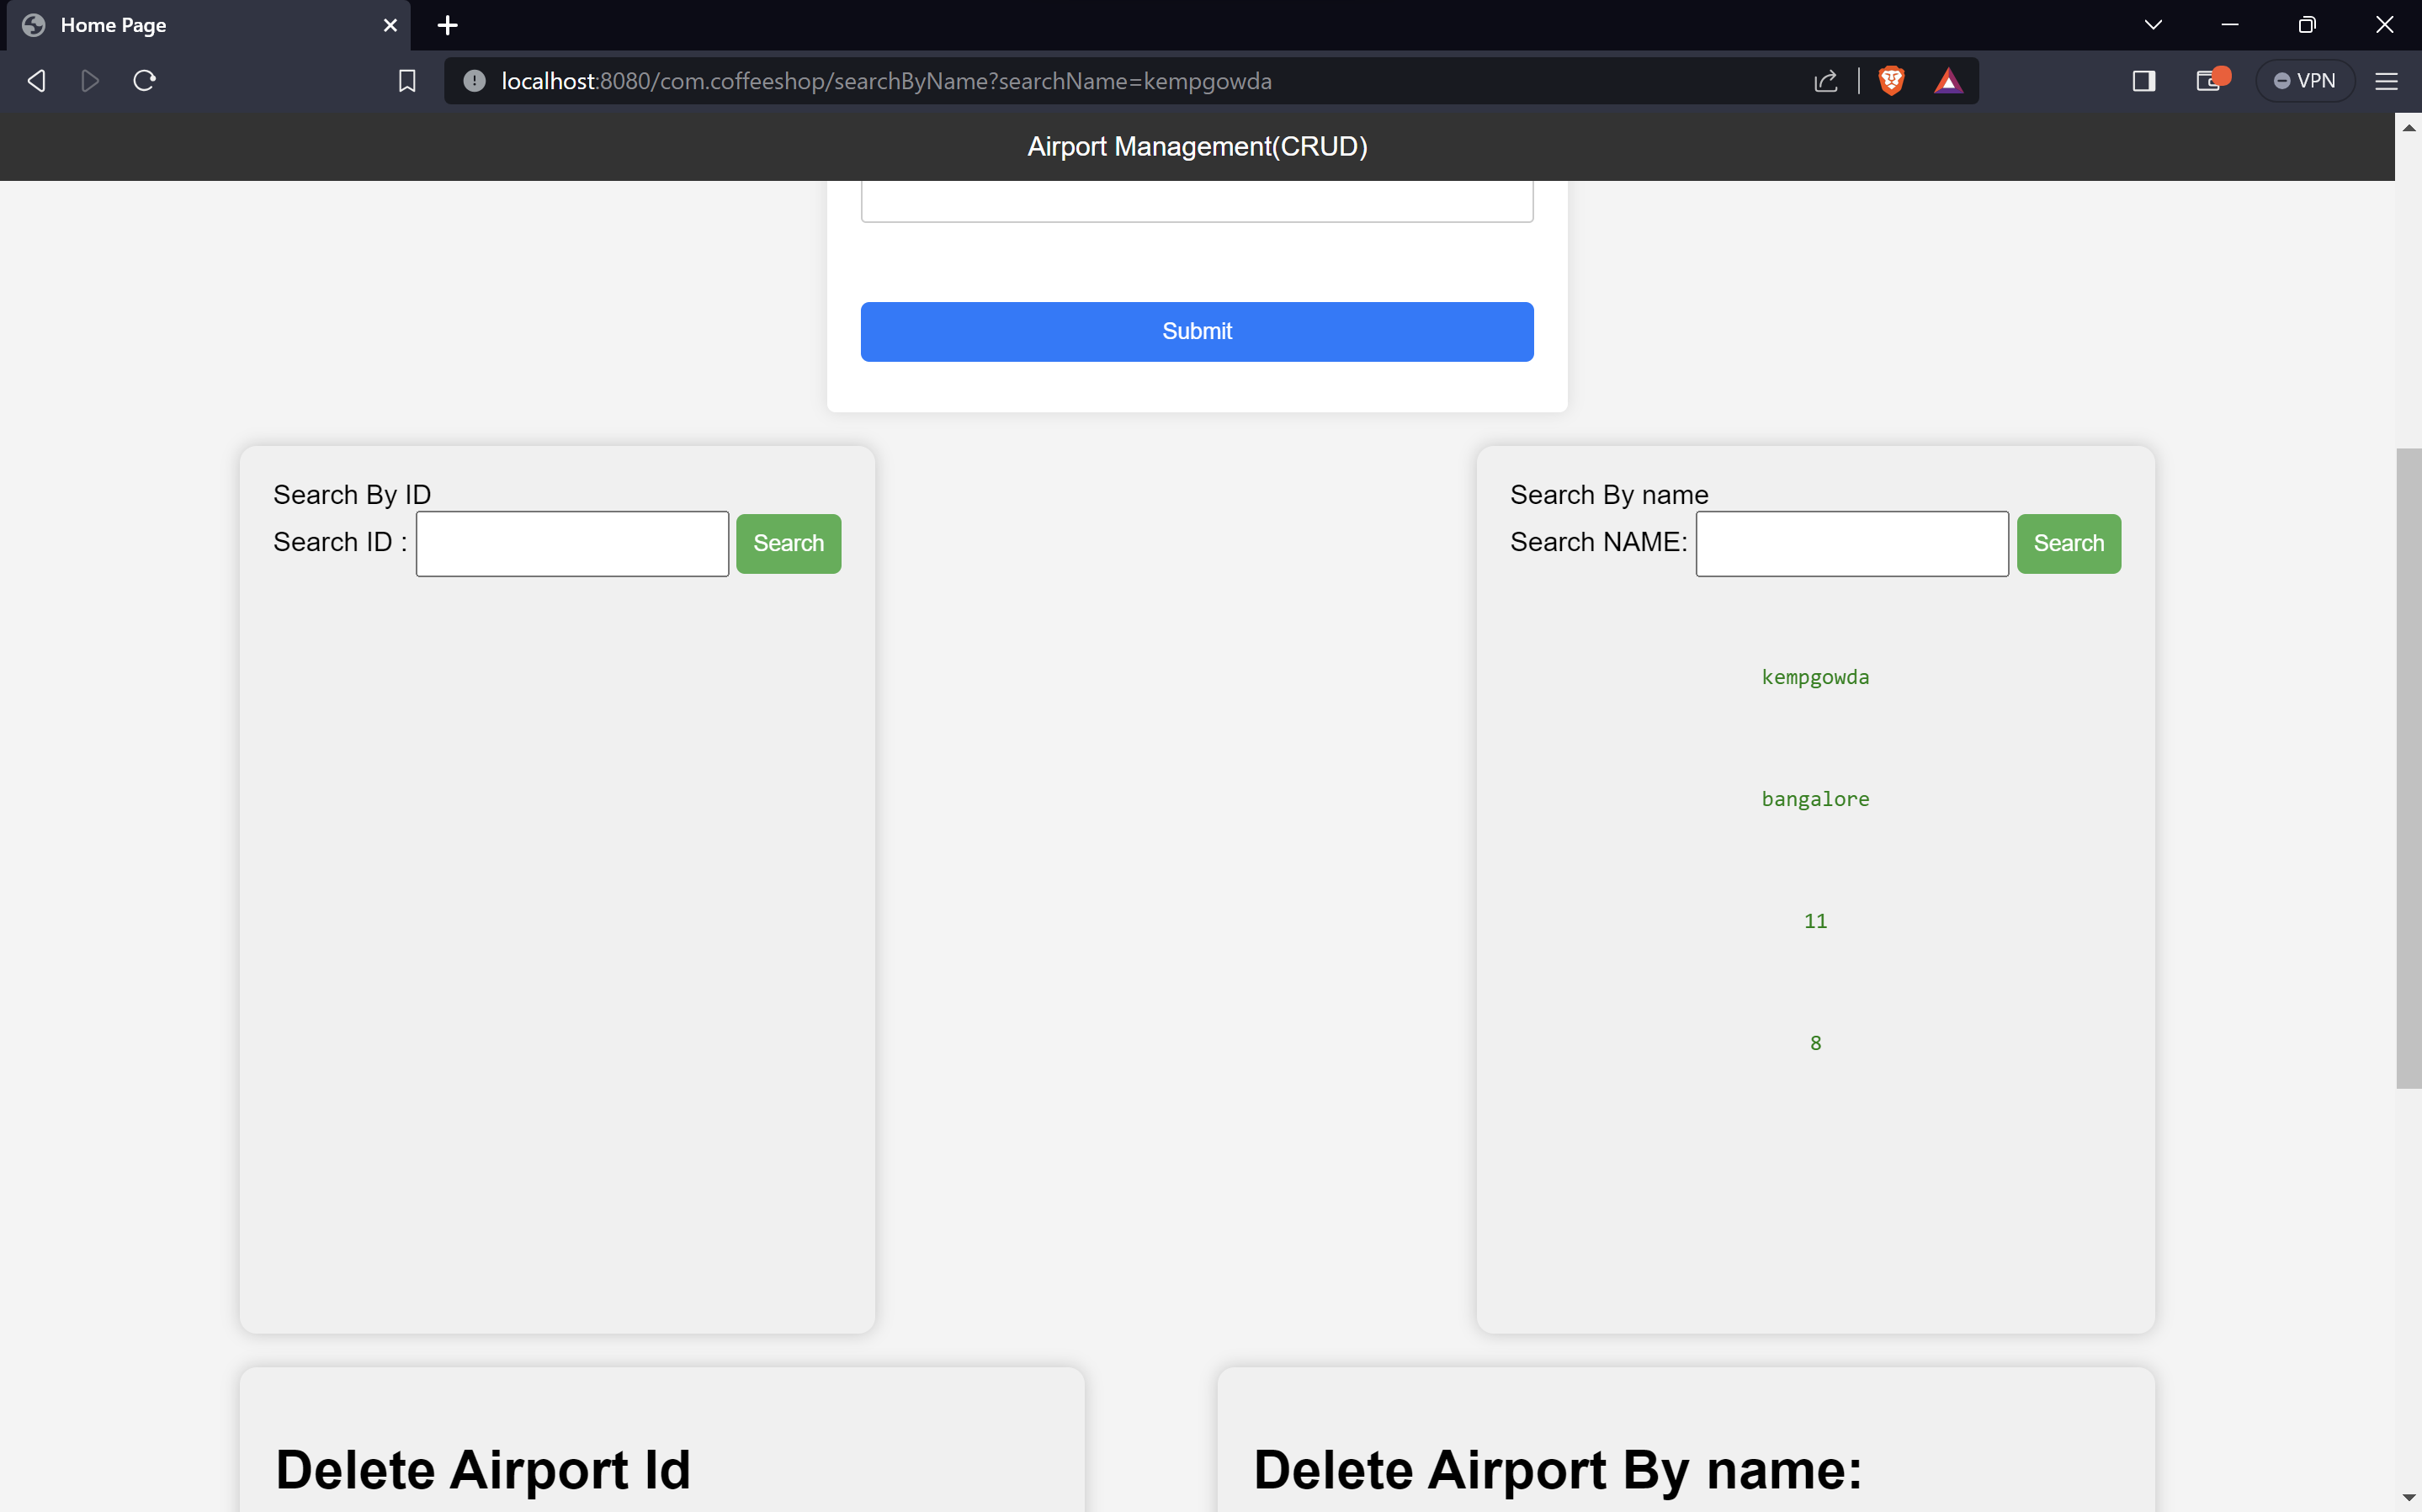 Home Page
localhost:8080/com.coffeeshop/searchByName?searchName=kempgowda
VPN
Airport Management(CRUD)
Submit
Search By ID
Search ID : Search
Search By name
Search NAME: Search
kempgowda
bangalore
11
8
Delete Airport Id
Delete Airport By name: